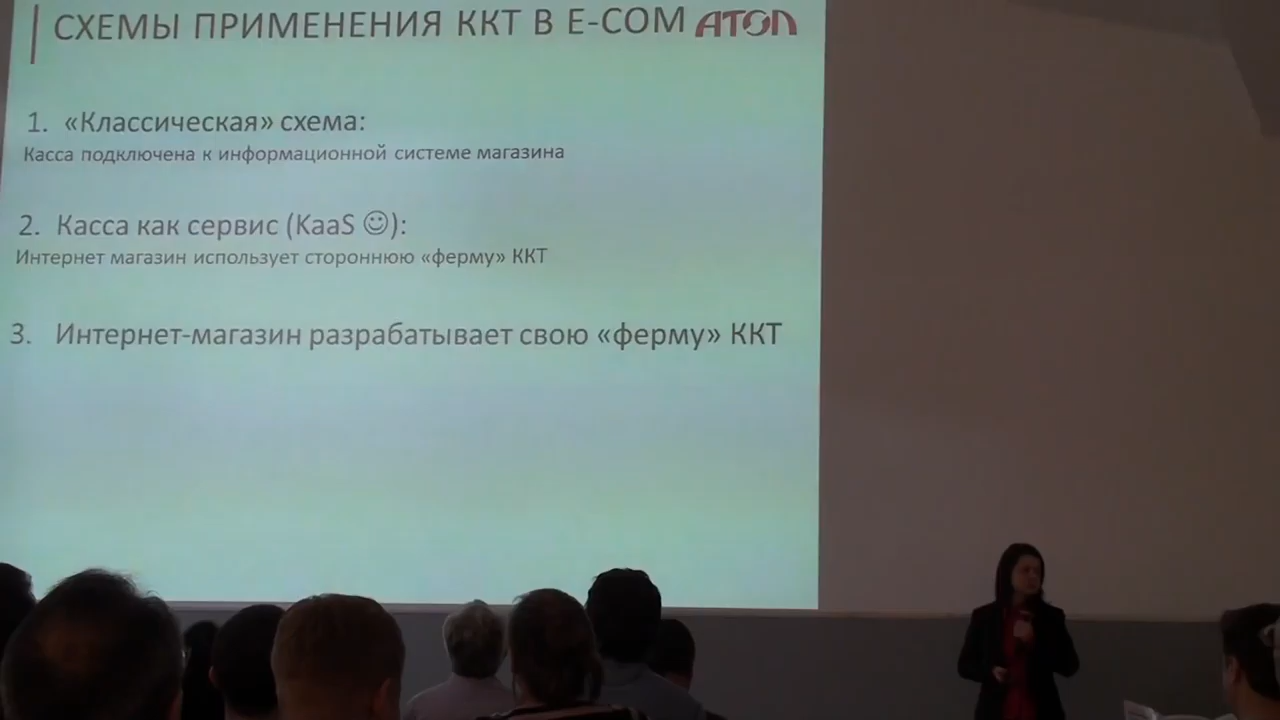 СХЕМЫ ПРИМЕНЕНИЯ ККТ В E-COM АТОЛ
1. «Классическая» схема:
Касса подключена к информационной системе магазина
2. Касса как сервис (KaaS ☺):
Интернет магазин использует стороннюю «ферму» ККТ
3. Интернет-магазин разрабатывает свою «ферму» ККТ